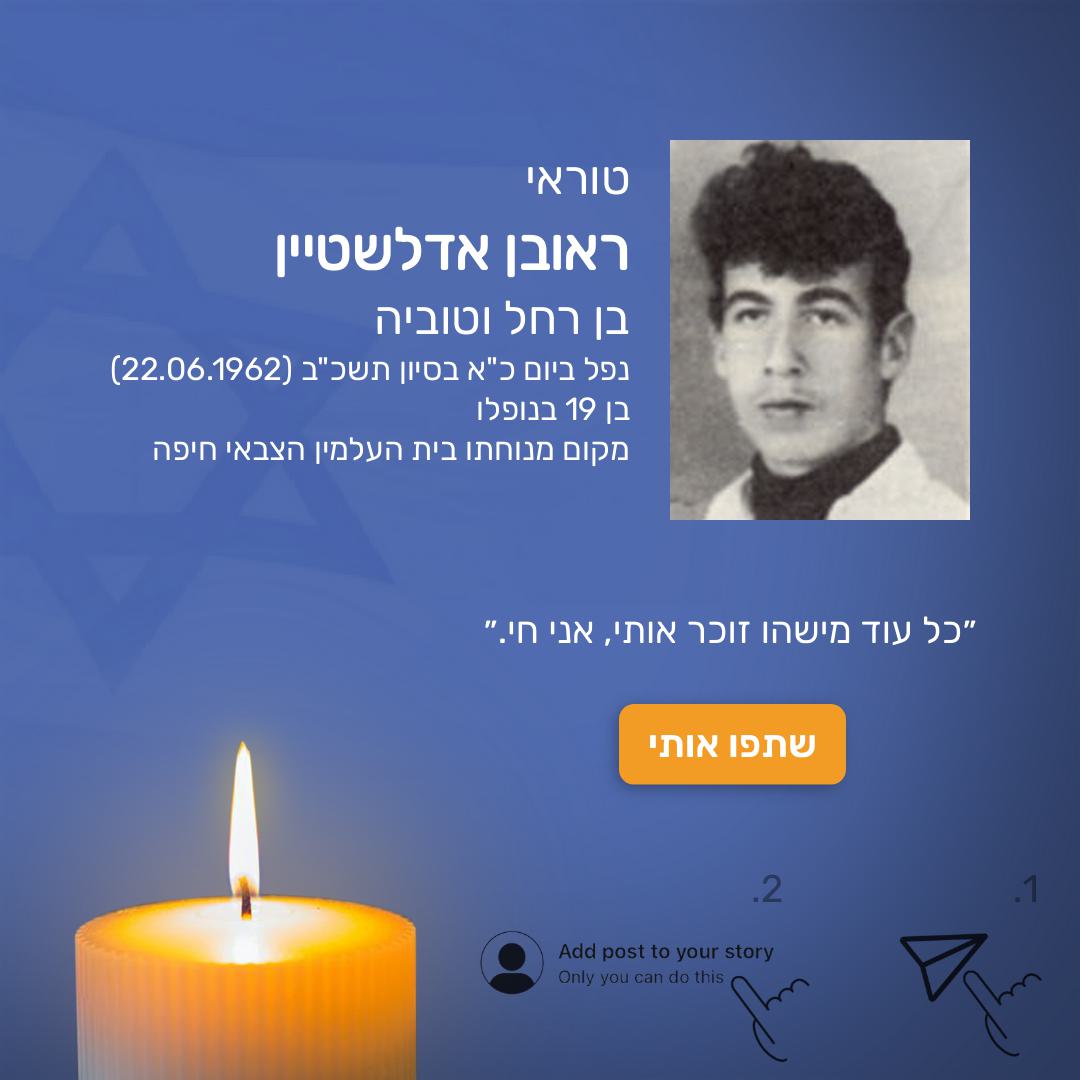 טוראי
ראובן אדלשטיין
בן רחל וטוביה
נפל ביום כ"א בסיון תשכ"ב (22.06.1962)
בן 19 בנופלו
מקום מנוחתו בית העלמין הצבאי חיפה
״כל עוד מישהו זוכר אותי, אני חי.״
שתפו אותי
.1
.2
Add post to your story
Only you can do this